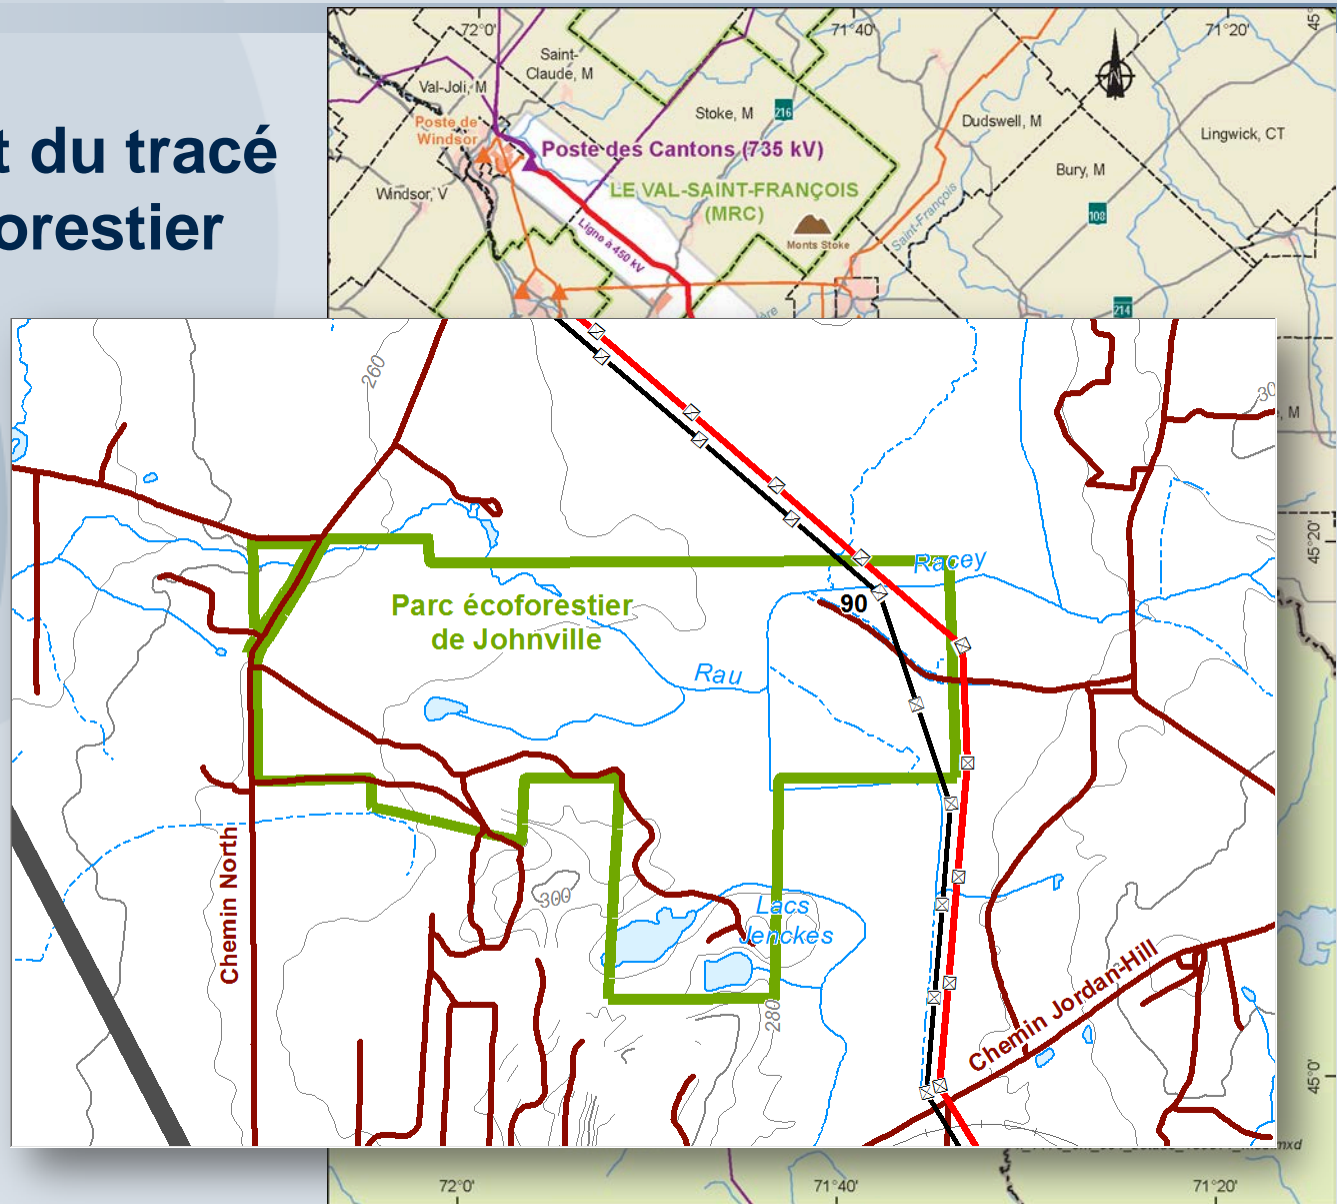 t du tracé
orestier
72°0'
71°40'
71°20'
45°
Saint-
Claude, M
Val-Joli, M
Stoke, M
216
Dudswell, M
Lingwick, CT
Poste de
Windsor
Poste des Cantons (735 kV)
Bury, M
Windsor, V
LE VAL-SAINT-FRANÇOIS
(MRC)
108
Saint-François
Monts Stoke
Ligne à 450 kV
214
260
30
, M
45°20'
Racey
90
Parc écoforestier
de Johnville
Rau
Chemin North
300
Lacs
Jenckes
280
Chemin Jordan-Hill
45°0'
72°0'
71°40'
71°20'